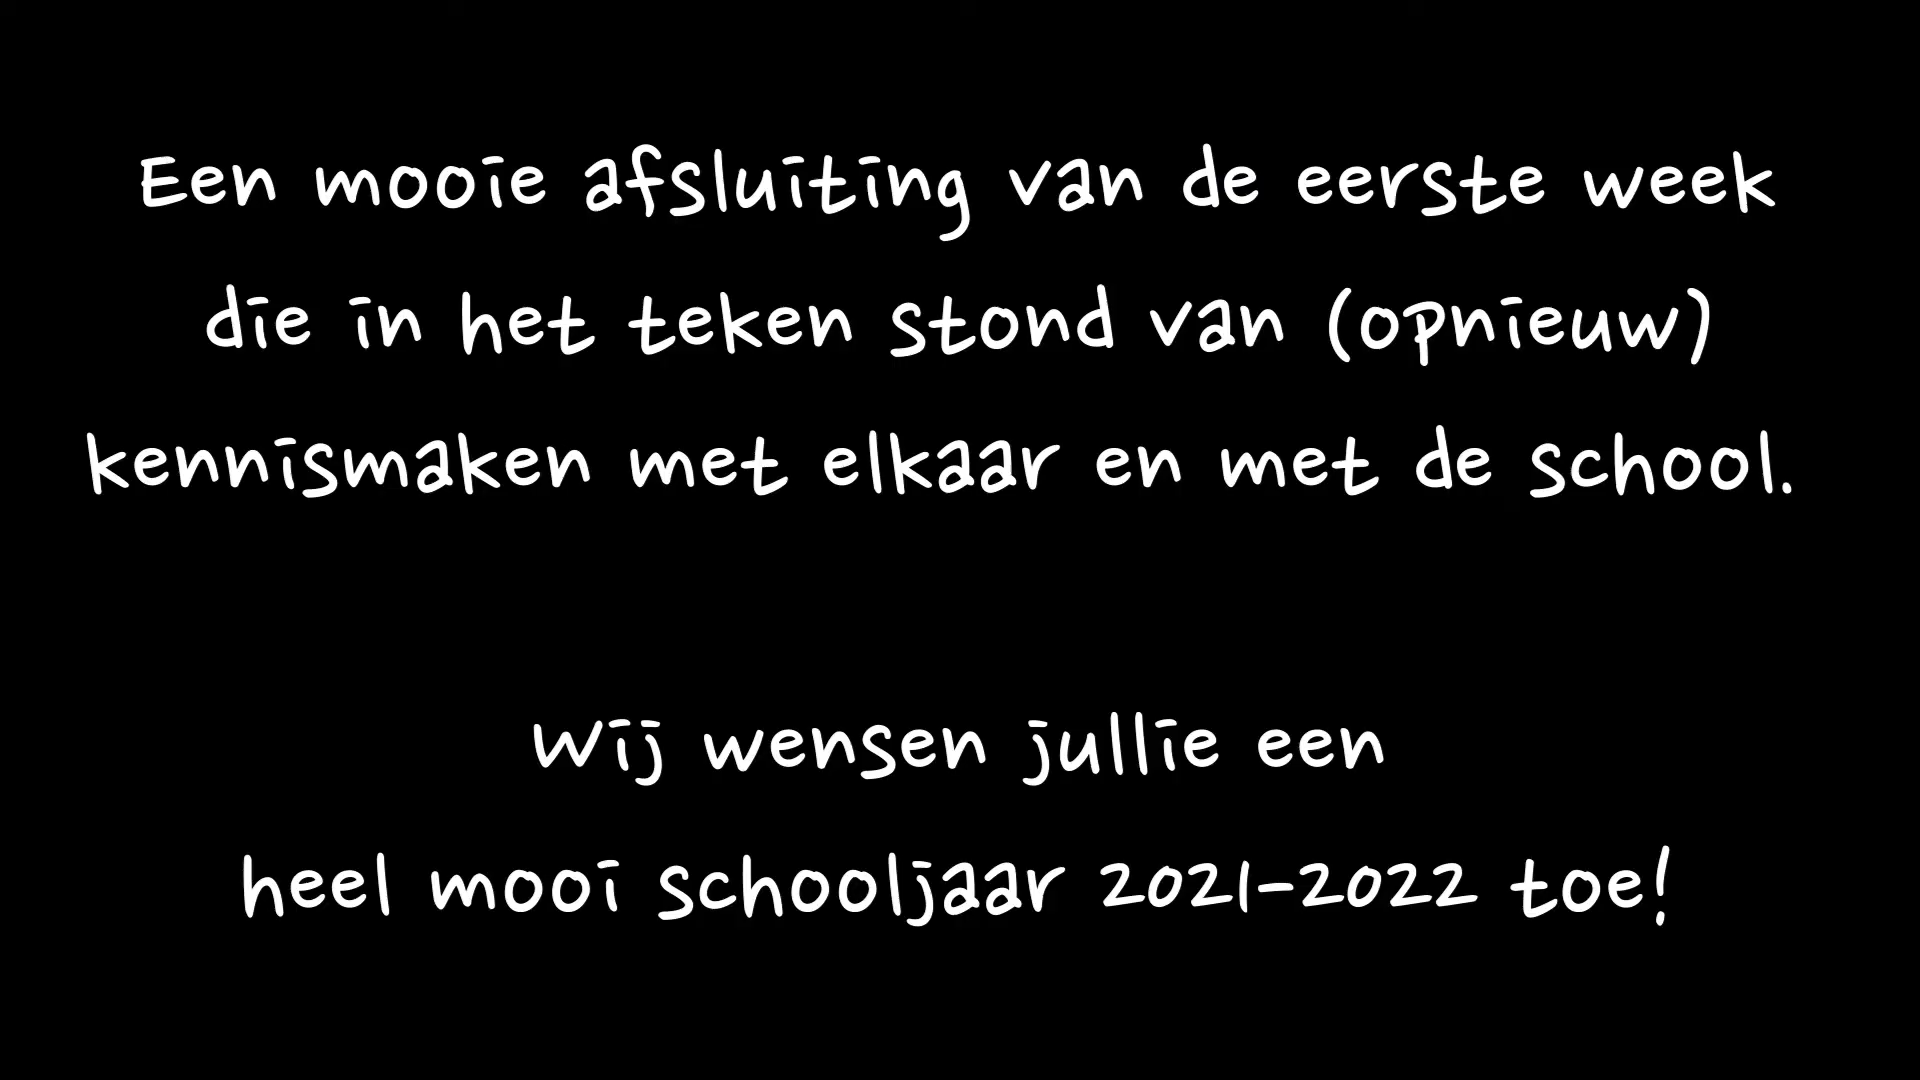 Een mooie afsluiting van de eerste week
die in het teken stond van (opnieuw)
kennismaken met elkaar en met de school.
Wij wensen jullie een
heel mooi schooljaar 2021-2022 toe!